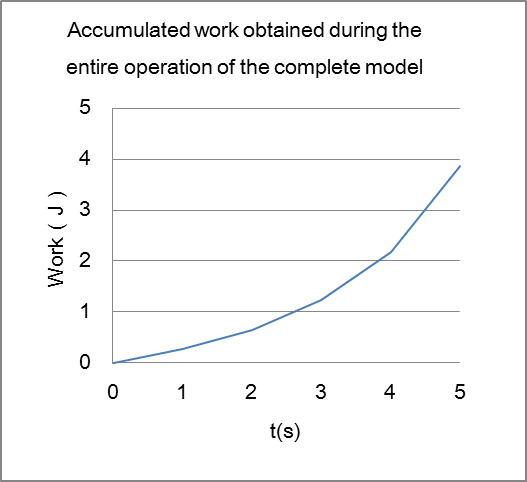 Accumulated work obtained during the
entire operation of the complete model
5
4
3
2
1
0
Work ( J )
0 1 2 3 4 5
t(s)